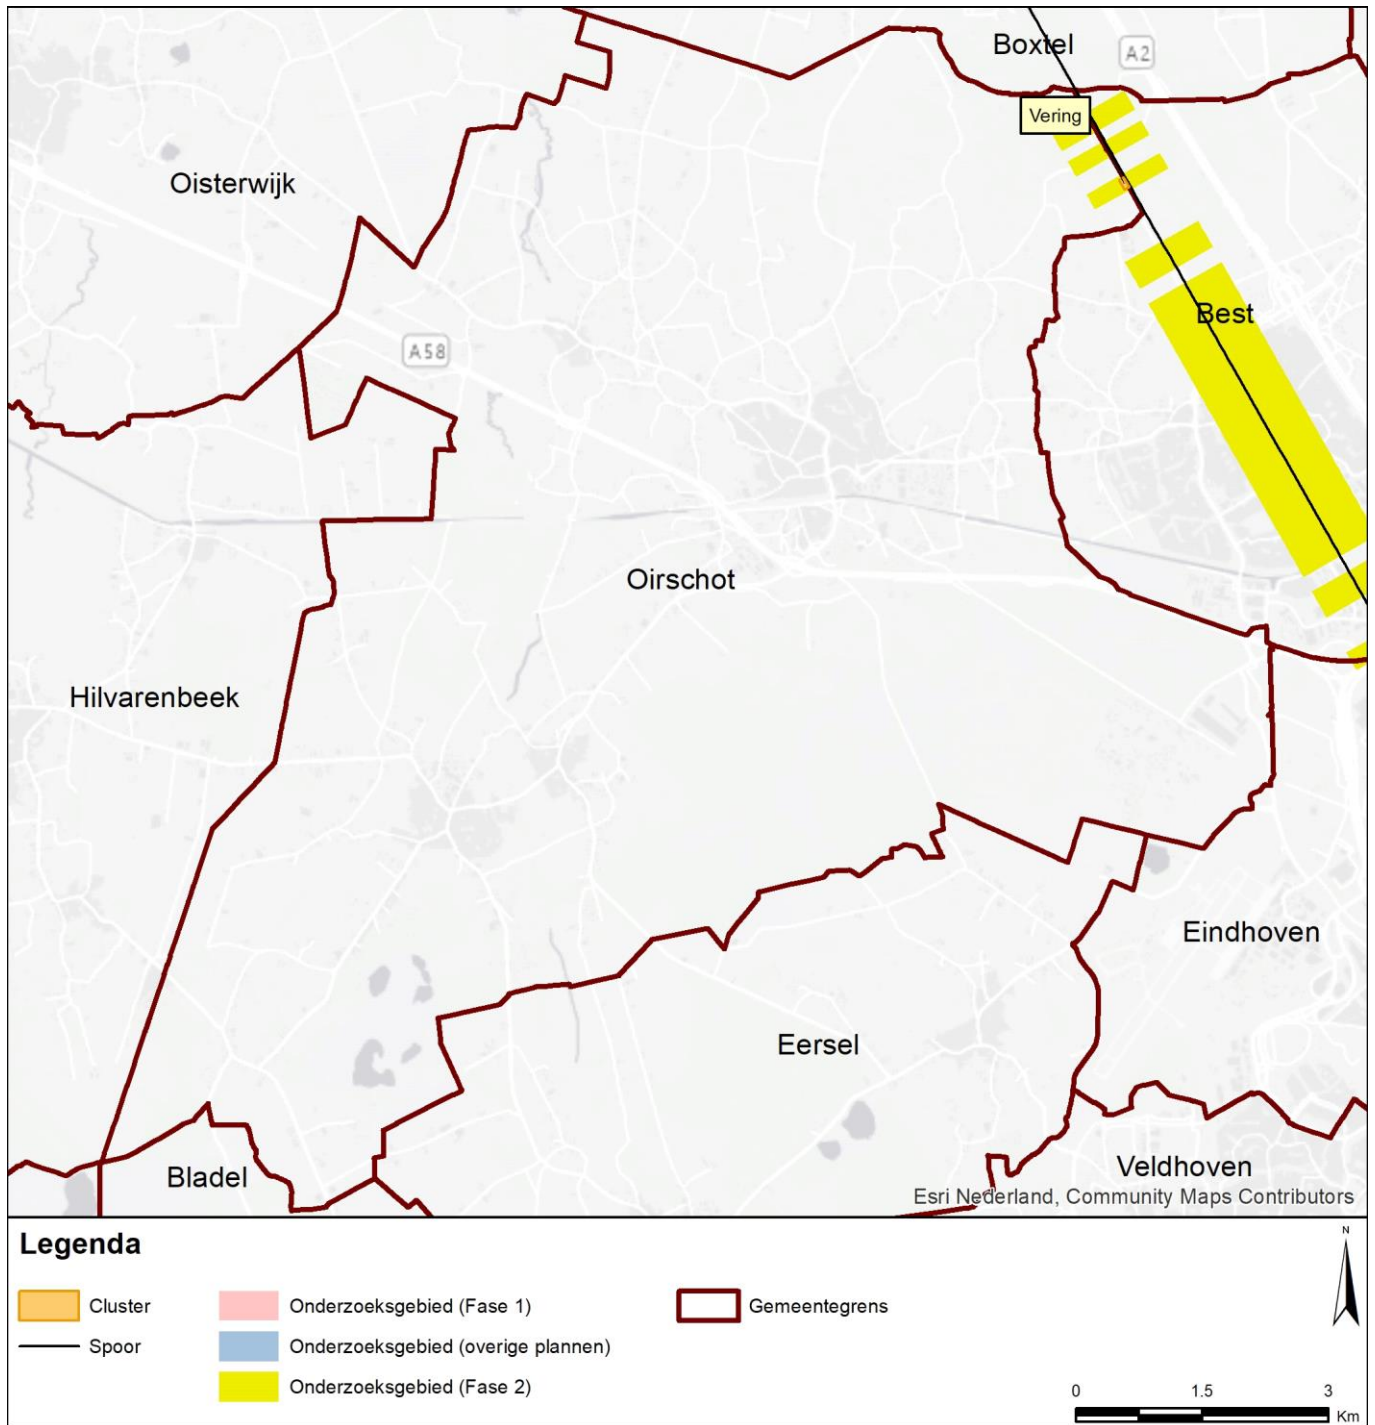 Boxtel
A2
Vering
Oisterwijk
Best
A58
Oirschot
Hilvarenbeek
Eindhoven
Eersel
Veldhoven
Bladel
Esri Nederland, Community Maps Contributors
Legenda
N
Cluster
Onderzoeksgebied (Fase 1)
Gemeentegrens
Spoor
Onderzoeksgebied (overige plannen)
Onderzoeksgebied (Fase 2)
0 1.5 3
Km